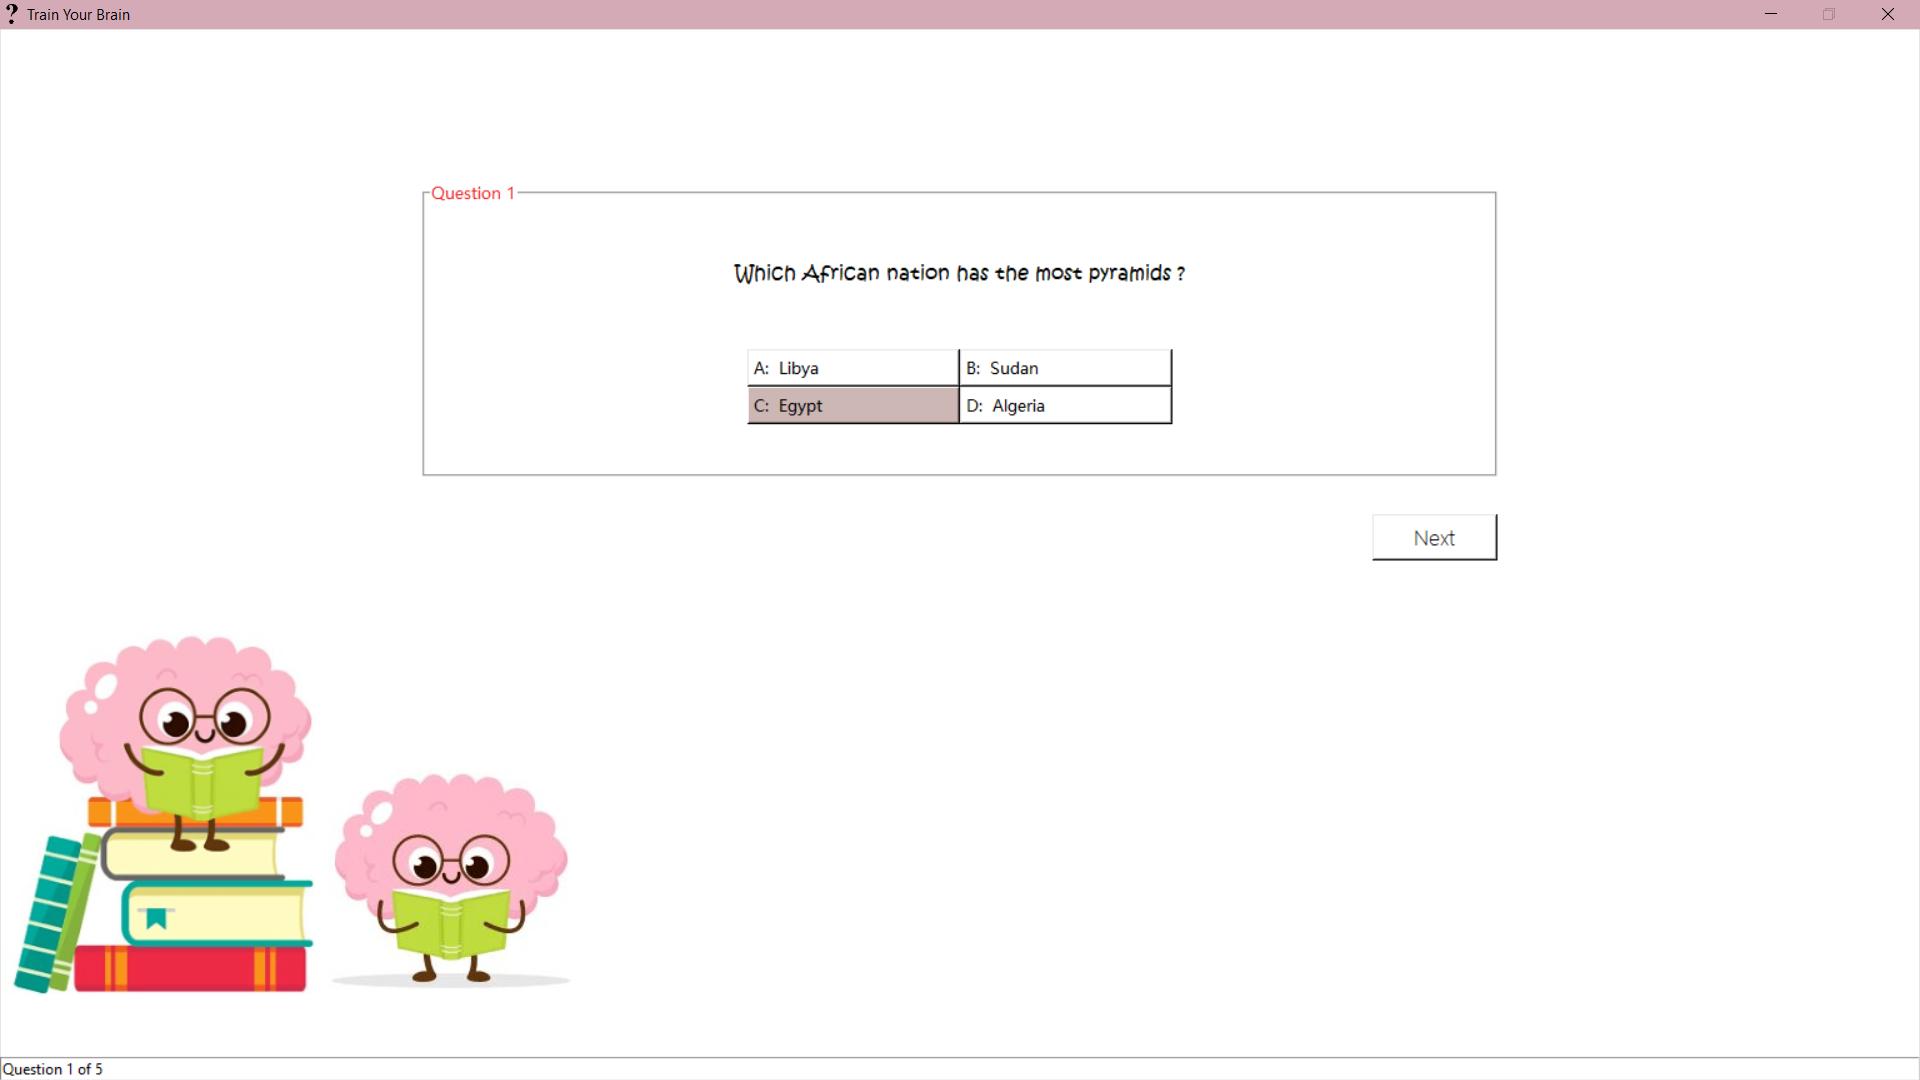 ? Train Your Brain
Question 1
Which African nation has the most pyramids ?
A: Libya
B: Sudan
C: Egypt
D: Algeria
Next
Question 1 of 5